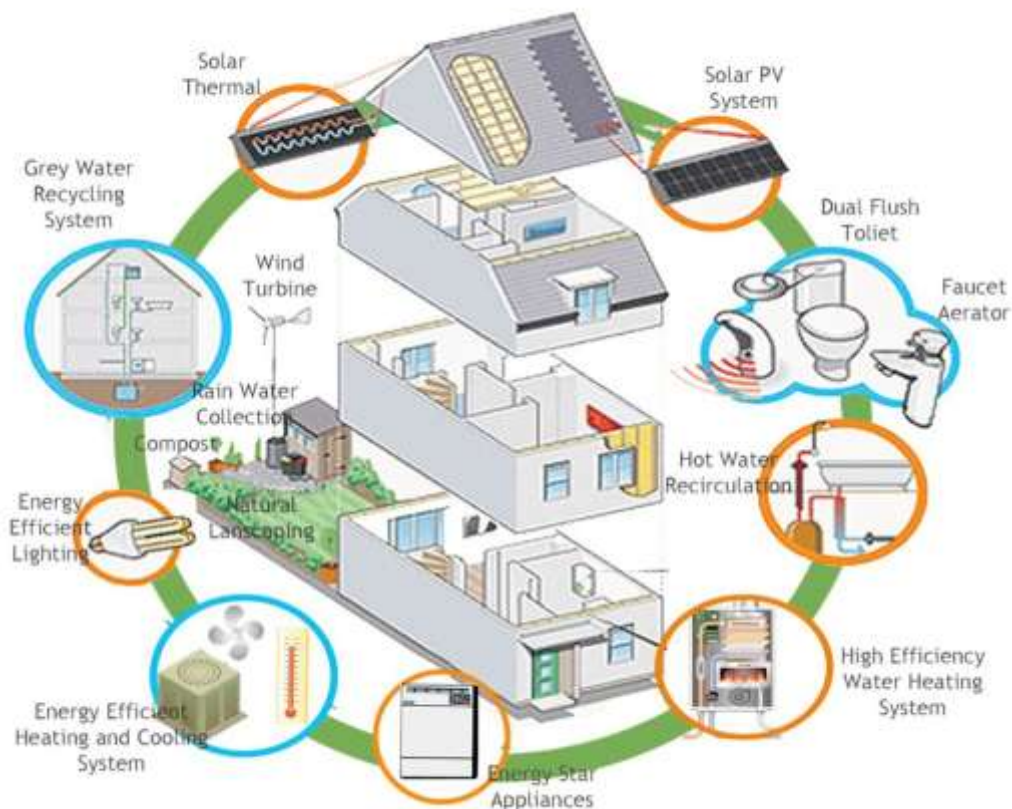 Solar
Thermal
Solar PV
System
Grey Water
Recycling
System
Dual Flush
Toliet
Wind
Turbine
Faucet
Aerator
Rain Water
Collection
Compost
Hot Water
Recirculation
Energy
Efficient
Lighting
Natural
Lanscoping
High Efficiency
Water Heating
System
Energy Efficient
Heating and Cooling
System
Energy Star
Appliances